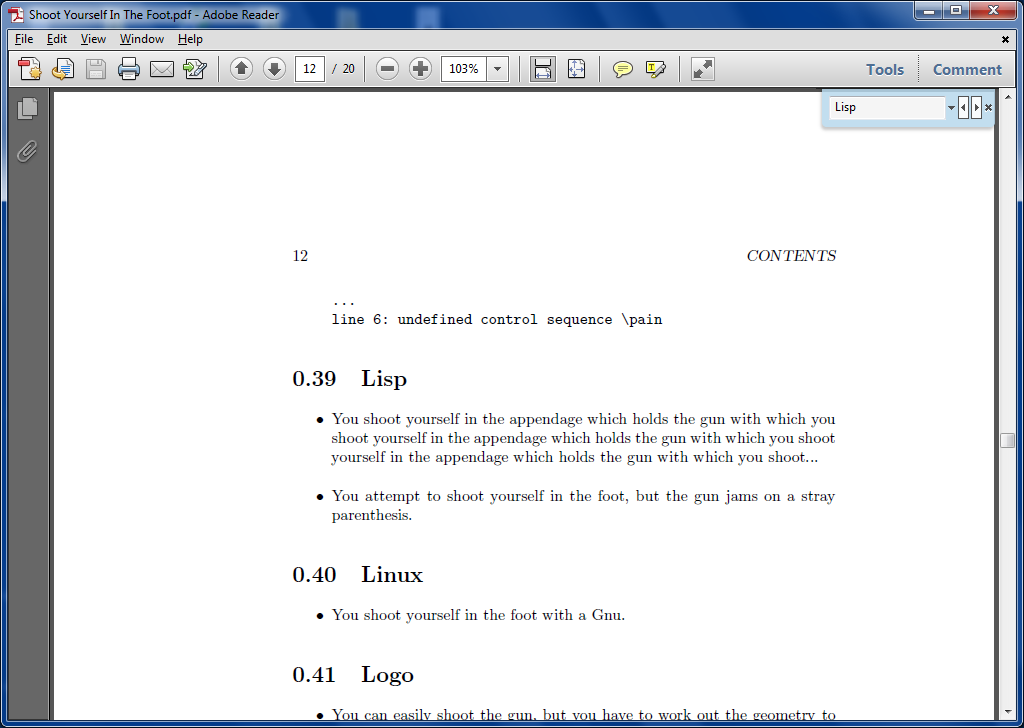 Shoot Yourself In The Foot.pdf - Adobe Reader
File Edit View Window Help
12 / 20 103% Tools Comment
Lisp
12 CONTENTS
...
line 6: undefined control sequence \pain
0.39 Lisp
• You shoot yourself in the appendage which holds the gun with which you
shoot yourself in the appendage which holds the gun with which you shoot
yourself in the appendage which holds the gun with which you shoot...
• You attempt to shoot yourself in the foot, but the gun jams on a stray
parenthesis.
0.40 Linux
• You shoot yourself in the foot with a Gnu.
0.41 Logo
• You can easily shoot the gun, but you have to work out the geometry to